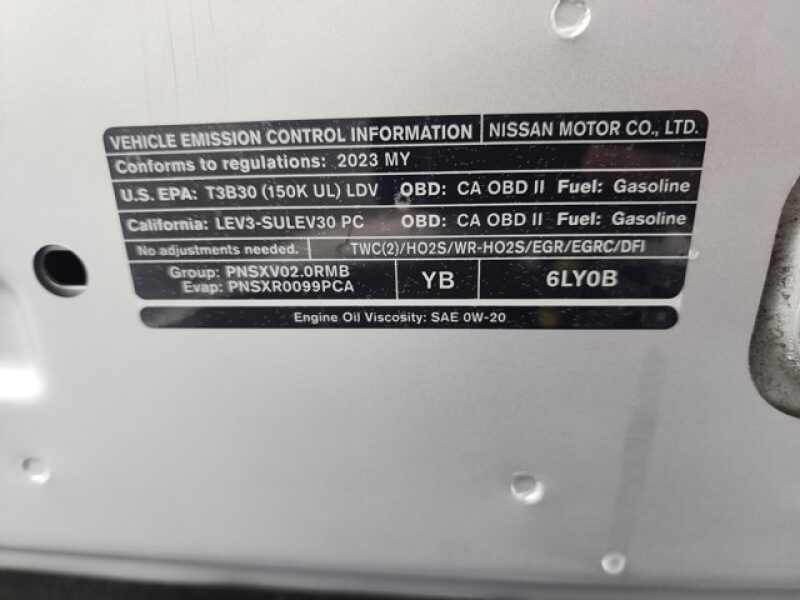 VEHICLE EMISSION CONTROL INFORMATION NISSAN MOTOR CO., LTD.
Conforms to regulations: 2023 MY
U.S. EPA: T3B30 (150K UL) LDV OBD: CA OBD II Fuel: Gasoline
California: LEV3-SULEV30 PC OBD: CA OBD II Fuel: Gasoline
No adjustments needed. TWC(2)/HO2S/WR-HO2S/EGR/EGRC/DFI
Group: PNSXV02.0RMB
Evap: PNSXR0099PCA
YB
6LY0B
Engine Oil Viscosity: SAE 0W-20